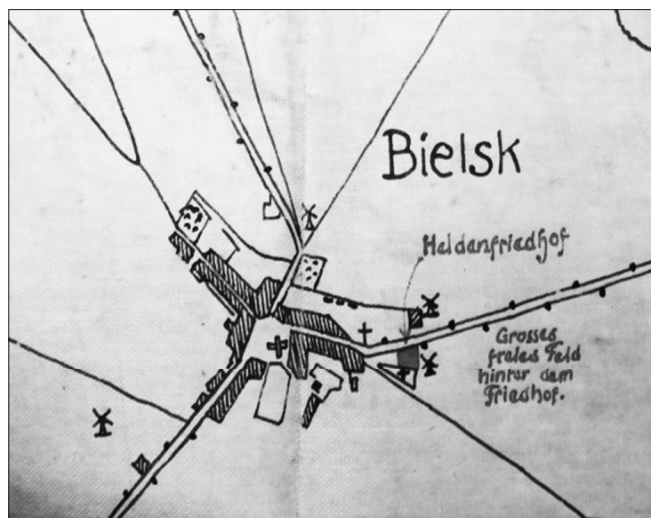 Bielsk
Heldenfriedhof
Grosses
freies Feld
hinter dem
Friedhof.